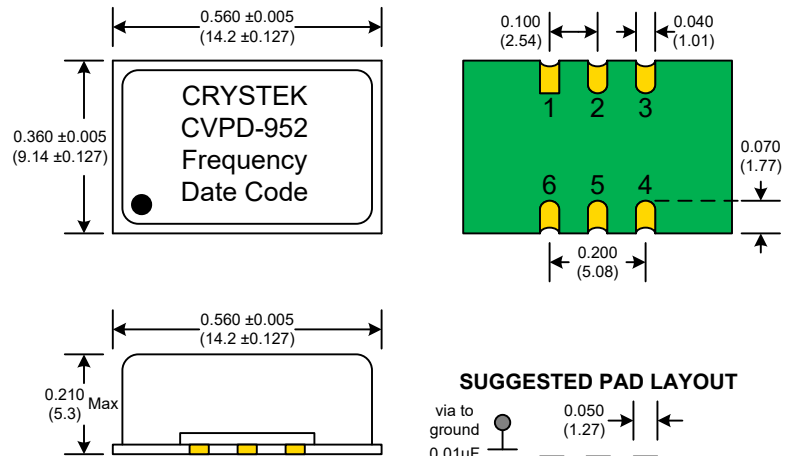 0.560 ±0.005
(14.2 ±0.127)
0.360 ±0.005
(9.14 ±0.127)
CRYSTEK
CVPD-952
Frequency
Date Code
0.100
(2.54)
0.040
(1.01)
1 2 3
0.070
(1.77)
6 5 4
0.200
(5.08)
0.560 ±0.005
(14.2 ±0.127)
0.210
(5.3) Max
SUGGESTED PAD LAYOUT
via to
ground
0.01uF
0.050
(1.27)